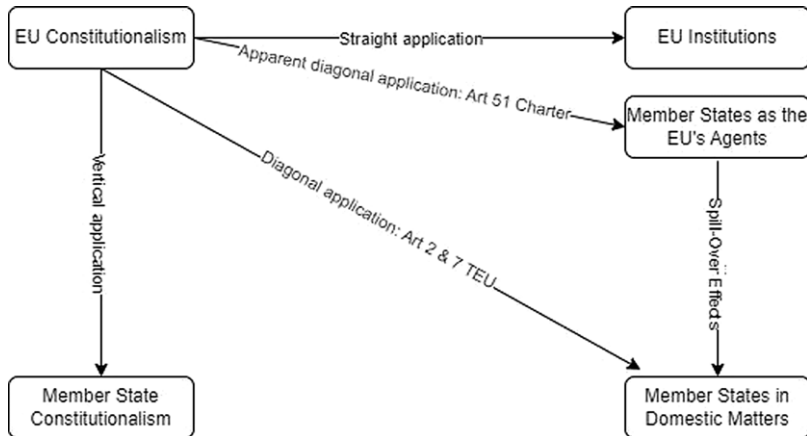 EU Constitutionalism
Straight application
EU Institutions
Apparent diagonal application: Art 51 Charter
Member States as the
EU's Agents
Vertical application
Diagonal application: Art 2 & 7 TEU
Spill-Over Effects
Member State
Constitutionalism
Member States in
Domestic Matters